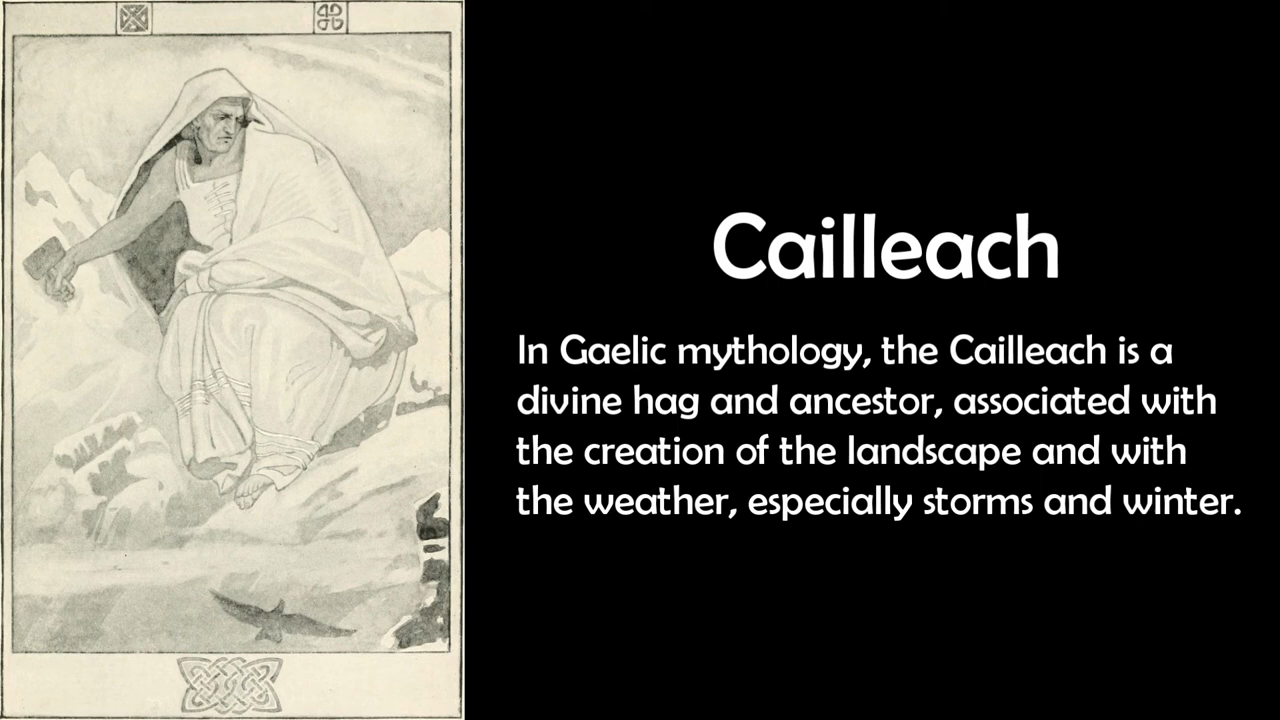 Cailleach
In Gaelic mythology, the Cailleach is a
divine hag and ancestor, associated with
the creation of the landscape and with
the weather, especially storms and winter.